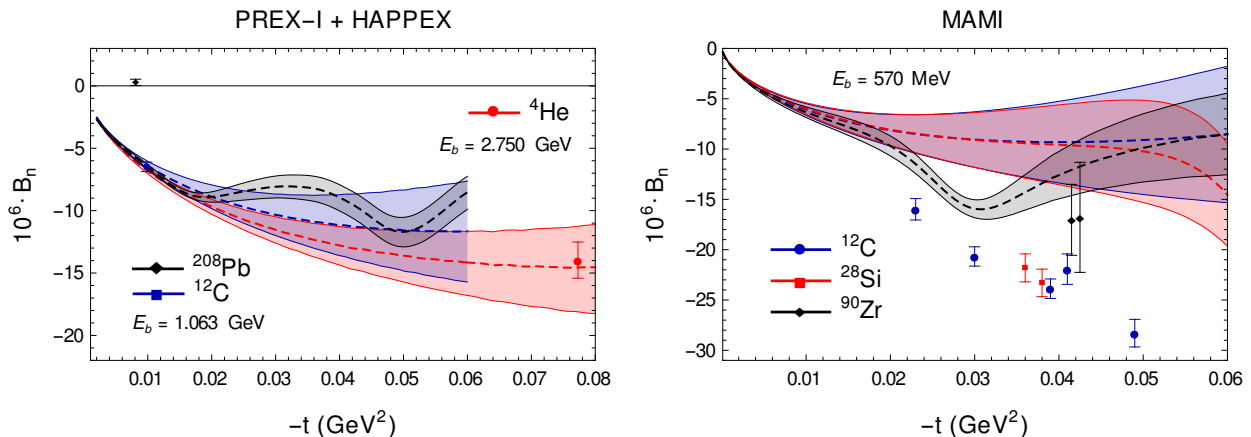 PREX-I + HAPPEX
10⁶· Bₙ
0
-5
-10
-15
-20
⁴He
E_b = 2.750 GeV
²⁰⁸Pb
¹²C
E_b = 1.063 GeV
0.01 0.02 0.03 0.04 0.05 0.06 0.07 0.08
-t (GeV²)
MAMI
10⁶· Bₙ
0
-5
-10
-15
-20
-25
-30
E_b = 570 MeV
¹²C
²⁸Si
⁹⁰Zr
0.01 0.02 0.03 0.04 0.05 0.06
-t (GeV²)